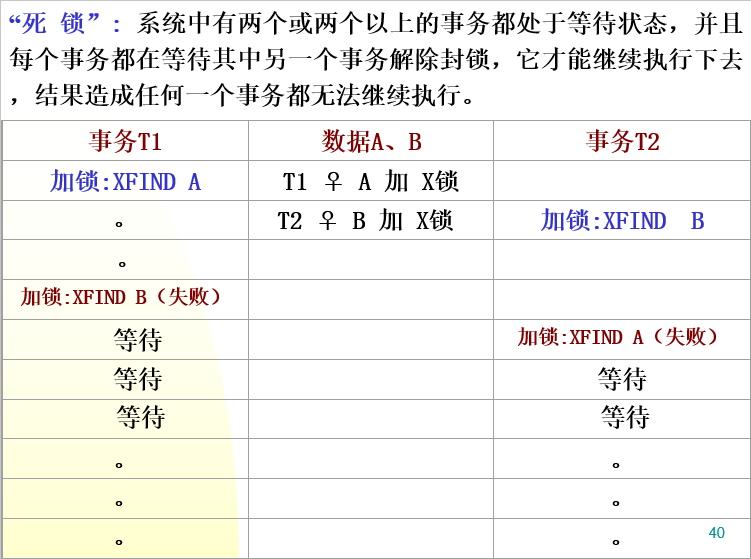 “死 锁”: 系统中有两个或两个以上的事务都处于等待状态，并且
每个事务都在等待其中另一个事务解除封锁，它才能继续执行下去
，结果造成任何一个事务都无法继续执行。
事务T1 数据A、B 事务T2
加锁:XFIND A T1 ♀ A 加 X锁
。 T2 ♀ B 加 X锁 加锁:XFIND B
。
加锁:XFIND B（失败）
等待 加锁:XFIND A（失败）
等待 等待
等待 等待
。 。
。 。
。 。
40